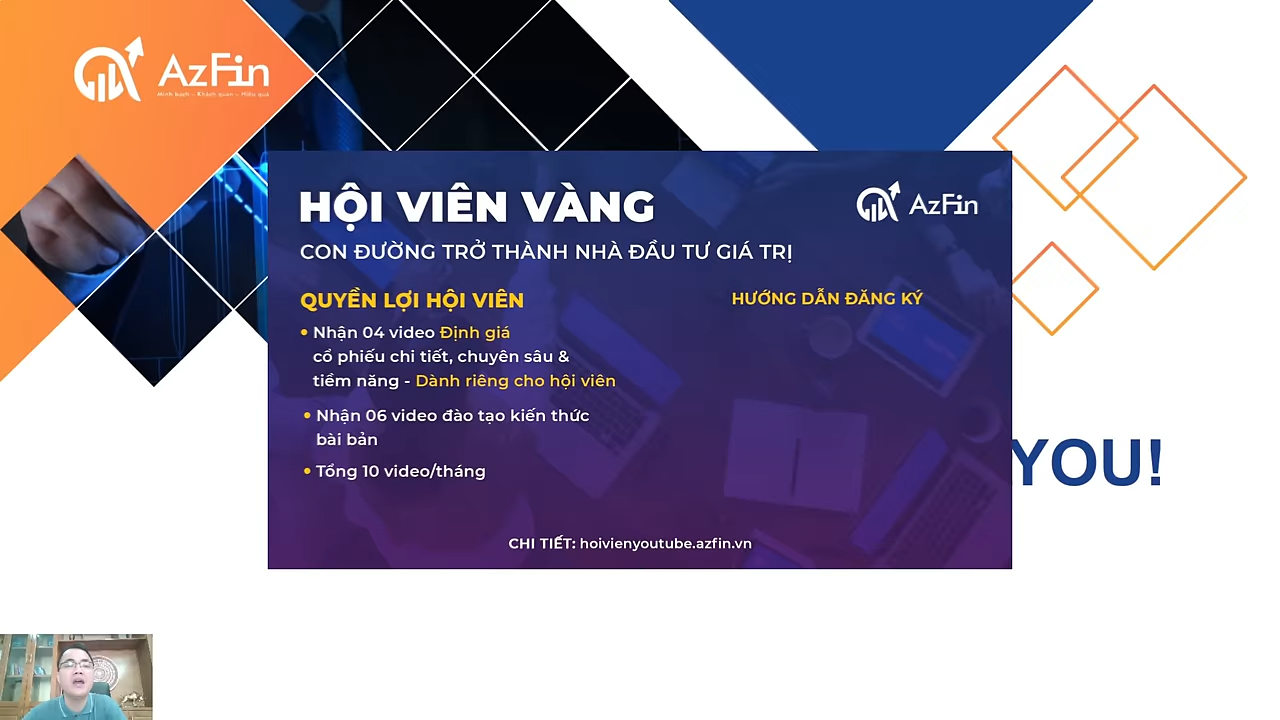 AzFin
Minh bạch - Khách quan - Hiệu quả
HỘI VIÊN VÀNG
AzFin
CON ĐƯỜNG TRỞ THÀNH NHÀ ĐẦU TƯ GIÁ TRỊ
QUYỀN LỢI HỘI VIÊN
• Nhận 04 video Định giá
cổ phiếu chi tiết, chuyên sâu &
tiềm năng - Dành riêng cho hội viên
• Nhận 06 video đào tạo kiến thức
bài bản
• Tổng 10 video/tháng
HƯỚNG DẪN ĐĂNG KÝ
YOU!
CHI TIẾT: hoivienyoutube.azfin.vn